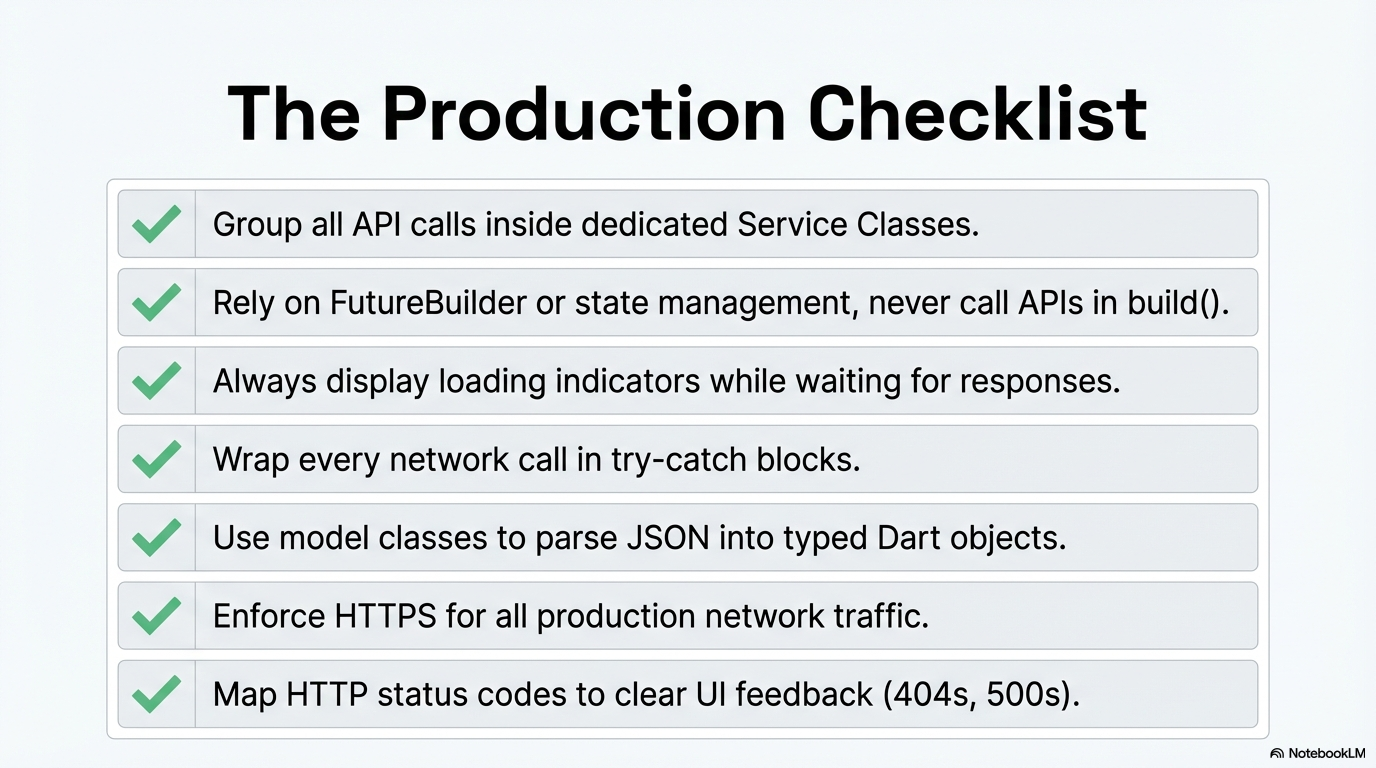 The Production Checklist
Group all API calls inside dedicated Service Classes.
Rely on FutureBuilder or state management, never call APIs in build().
Always display loading indicators while waiting for responses.
Wrap every network call in try-catch blocks.
Use model classes to parse JSON into typed Dart objects.
Enforce HTTPS for all production network traffic.
Map HTTP status codes to clear UI feedback (404s, 500s).
NotebookLM